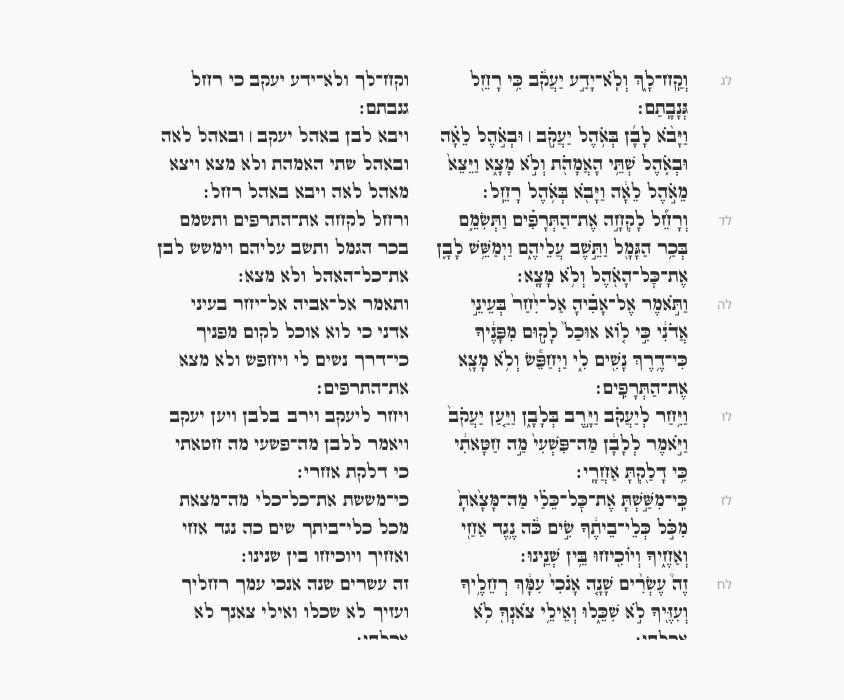 לג וְקַֽח־לָ֑ךְ וְלֹֽא־יָדַ֣ע יַעֲקֹ֔ב כִּ֥י רָחֵ֖ל
גְּנָבָֽתַם׃
וַיָּבֹ֨א לָבָ֜ן בְּאֹ֥הֶל יַעֲקֹ֣ב ׀ וּבְאֹ֣הֶל לֵאָ֗ה
וּבְאֹ֛הֶל שְׁתֵּ֥י הָאֲמָהֹ֖ת וְלֹ֣א מָצָ֑א וַיֵּצֵא֙
מֵאֹ֣הֶל לֵאָ֔ה וַיָּבֹ֖א בְּאֹ֥הֶל רָחֵֽל׃
לד וְרָחֵ֞ל לָקְחָ֣ה אֶת־הַתְּרָפִ֗ים וַתְּשִׂמֵ֛ם
בְּכַ֥ר הַגָּמָ֖ל וַתֵּ֣שֶׁב עֲלֵיהֶ֑ם וַיְמַשֵּׁ֥שׁ לָבָ֛ן
אֶת־כׇּל־הָאֹ֖הֶל וְלֹ֥א מָצָֽא׃
לה וַתֹּ֣אמֶר אֶל־אָבִ֗יהָ אַל־יִ֙חַר֙ בְּעֵינֵ֣י
אֲדֹנִ֔י כִּ֣י ל֤וֹא אוּכַל֙ לָק֣וּם מִפָּנֶ֔יךָ
כִּי־דֶ֥רֶךְ נָשִׁ֖ים לִ֑י וַיְחַפֵּ֕שׂ וְלֹ֥א מָצָ֖א
אֶת־הַתְּרָפִֽים׃
לו וַיִּ֥חַר לְיַעֲקֹ֖ב וַיָּ֣רֶב בְּלָבָ֑ן וַיַּ֤עַן יַעֲקֹב֙
וַיֹּ֣אמֶר לְלָבָ֔ן מַה־פִּשְׁעִי֙ מַ֣ה חַטָּאתִ֔י
כִּ֥י דָלַ֖קְתָּ אַחֲרָֽי׃
לז כִּֽי־מִשַּׁ֣שְׁתָּ אֶת־כׇּל־כֵּלַ֗י מַה־מָּצָ֙אתָ֙
מִכֹּ֣ל כְּלֵי־בֵיתֶ֔ךָ שִׂ֣ים כֹּ֔ה נֶ֥גֶד אַחַ֖י
וְאַחֶ֑יךָ וְיוֹכִ֖יחוּ בֵּ֥ין שְׁנֵֽינוּ׃
לח זֶה֩ עֶשְׂרִ֨ים שָׁנָ֤ה אָנֹכִי֙ עִמָּ֔ךְ רְחֵלֶ֥יךָ
וְעִזֶּ֖יךָ לֹ֣א שִׁכֵּ֑לוּ וְאֵילֵ֥י צֹאנְךָ֖ לֹ֥א
וקח־לך ולא־ידע יעקב כי רחל
גנבתם׃
ויבא לבן באהל יעקב ׀ ובאהל לאה
ובאהל שתי האמהת ולא מצא ויצא
מאהל לאה ויבא באהל רחל׃
ורחל לקחה את־התרפים ותשמם
בכר הגמל ותשב עליהם וימשש לבן
את־כל־האהל ולא מצא׃
ותאמר אל־אביה אל־יחר בעיני
אדני כי לוא אוכל לקום מפניך
כי־דרך נשים לי ויחפש ולא מצא
את־התרפים׃
ויחר ליעקב וירב בלבן ויען יעקב
ויאמר ללבן מה־פשעי מה חטאתי
כי דלקת אחרי׃
כי־מששת את־כל־כלי מה־מצאת
מכל כלי־ביתך שים כה נגד אחי
ואחיך ויוכיחו בין שנינו׃
זה עשרים שנה אנכי עמך רחליך
ועזיך לא שכלו ואילי צאנך לא